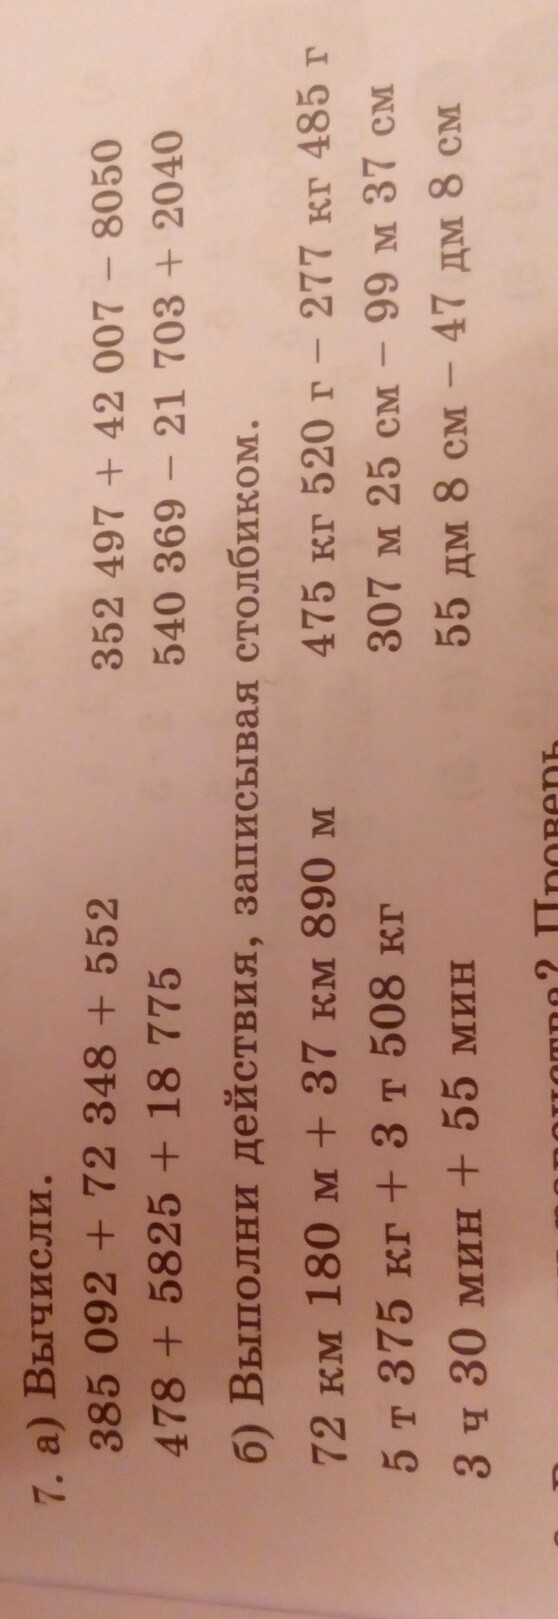 7. а) Вычисли.
385 092 + 72 348 + 552 352 497 + 42 007 − 8050
478 + 5825 + 18 775 540 369 − 21 703 + 2040
б) Выполни действия, записывая столбиком.
72 км 180 м + 37 км 890 м 475 кг 520 г − 277 кг 485 г
5 т 375 кг + 3 т 508 кг 307 м 25 см − 99 м 37 см
3 ч 30 мин + 55 мин 55 дм 8 см − 47 дм 8 см
Проверь